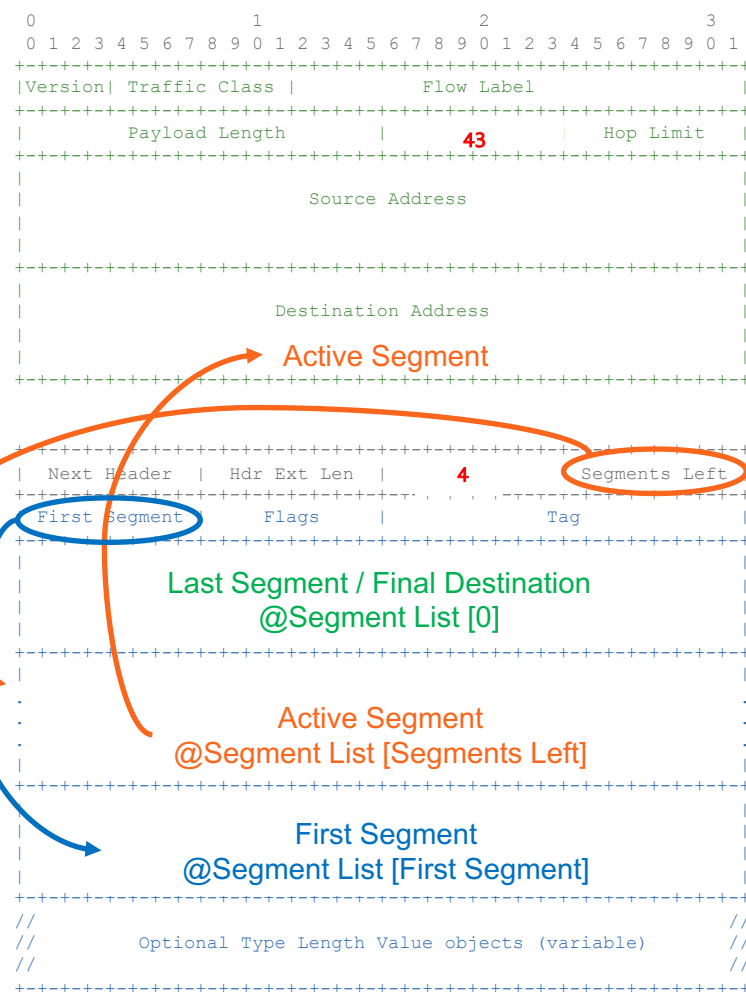 0 1 2 3
0 1 2 3 4 5 6 7 8 9 0 1 2 3 4 5 6 7 8 9 0 1 2 3 4 5 6 7 8 9 0 1
+-+-+-+-+-+-+-+-+-+-+-+-+-+-+-+-+-+-+-+-+-+-+-+-+-+-+-+-+-+-+-+-+
|Version| Traffic Class | Flow Label |
+-+-+-+-+-+-+-+-+-+-+-+-+-+-+-+-+-+-+-+-+-+-+-+-+-+-+-+-+-+-+-+-+
| Payload Length | 43 | Hop Limit
+-+-+-+-+-+-+-+-+-+-+-+-+-+-+-+-+-+-+-+-+-+-+-+-+-+-+-+-+-+-+-+-+
| |
| Source Address |
| |
| |
+-+-+-+-+-+-+-+-+-+-+-+-+-+-+-+-+-+-+-+-+-+-+-+-+-+-+-+-+-+-+-+-+
| |
| Destination Address |
| |
| Active Segment |
+-+-+-+-+-+-+-+-+-+-+-+-+-+-+-+-+-+-+-+-+-+-+-+-+-+-+-+-+-+-+-+-+
+-+-+-+-+-+-+-+-+-+-+-+-+-+-+-+-+-+-+-+-+-+-+-+-+-+-+-+-+-+-+-+-+
| Next Header | Hdr Ext Len | 4 Segments Left
+-+-+-+-+-+-+-+-+-+-+-+-+-+-+-+-+-+-+-+-+-+-+-+-+-+-+-+-+-+-+-+-+
First Segment | Flags | Tag |
+-+-+-+-+-+-+-+-+-+-+-+-+-+-+-+-+-+-+-+-+-+-+-+-+-+-+-+-+-+-+-+-+
| |
| Last Segment / Final Destination |
| @Segment List [0] |
| |
+-+-+-+-+-+-+-+-+-+-+-+-+-+-+-+-+-+-+-+-+-+-+-+-+-+-+-+-+-+-+-+-+
| |
. .
. Active Segment .
. @Segment List [Segments Left] .
| |
+-+-+-+-+-+-+-+-+-+-+-+-+-+-+-+-+-+-+-+-+-+-+-+-+-+-+-+-+-+-+-+-+
| |
| First Segment |
| @Segment List [First Segment] |
| |
+-+-+-+-+-+-+-+-+-+-+-+-+-+-+-+-+-+-+-+-+-+-+-+-+-+-+-+-+-+-+-+-+
// //
// Optional Type Length Value objects (variable) //
// //
+-+-+-+-+-+-+-+-+-+-+-+-+-+-+-+-+-+-+-+-+-+-+-+-+-+-+-+-+-+-+-+-+